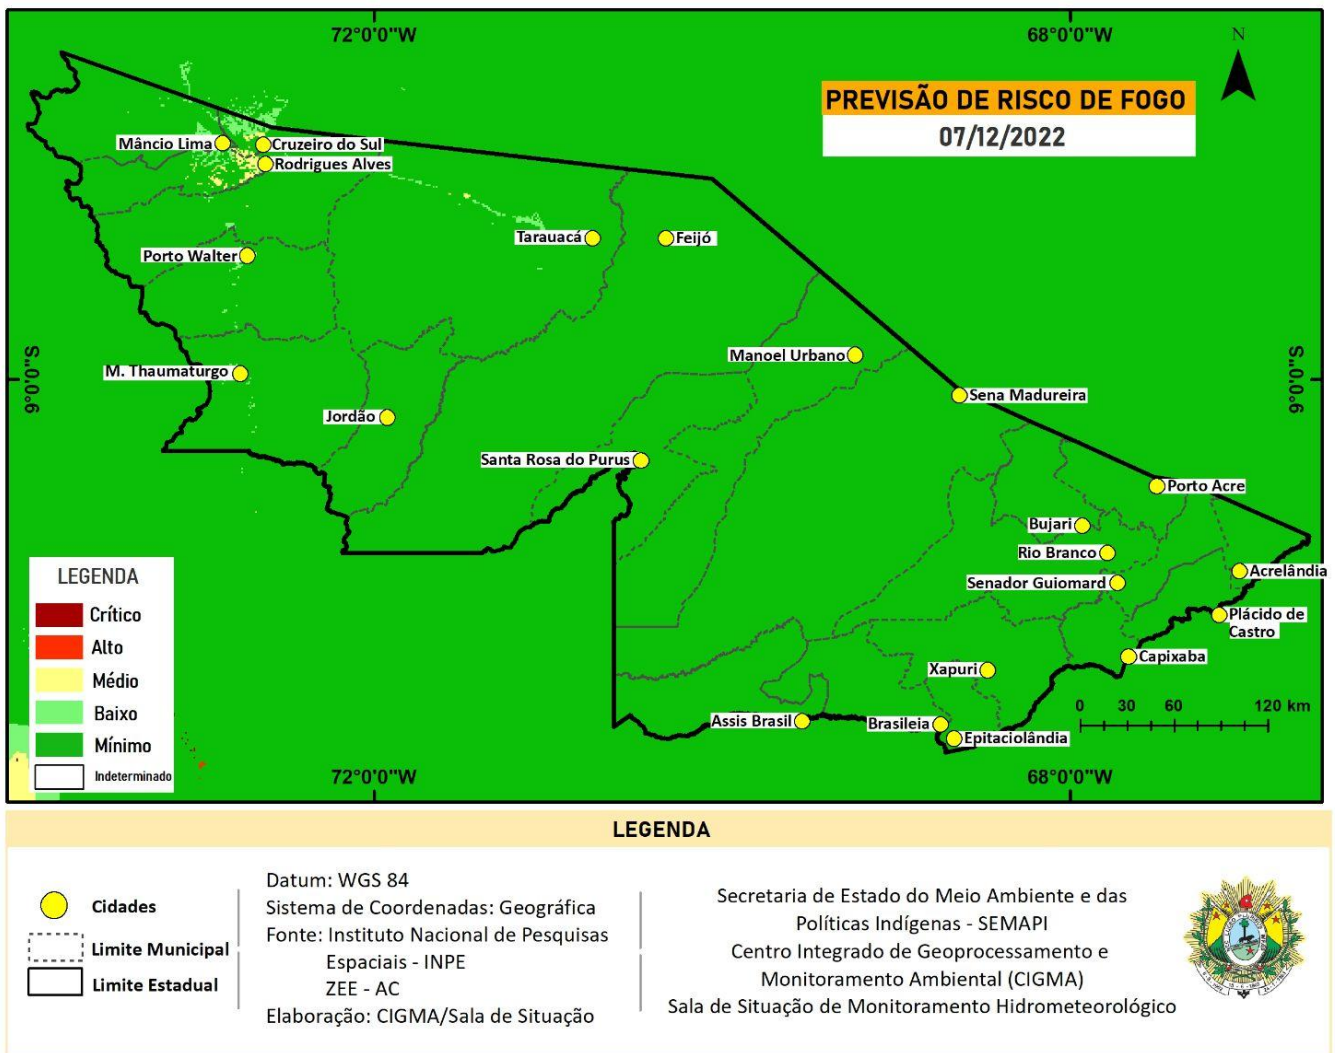 72°0'0"W
68°0'0"W
N
PREVISÃO DE RISCO DE FOGO
07/12/2022
Mâncio Lima
Cruzeiro do Sul
Rodrigues Alves
Tarauacá
Feijó
Porto Walter
9°0'0"S
9°0'0"S
Manoel Urbano
M. Thaumaturgo
Sena Madureira
Jordão
Santa Rosa do Purus
Porto Acre
Bujari
Rio Branco
Acrelândia
Senador Guiomard
Plácido de
Castro
Capixaba
Xapuri
Assis Brasil
Brasileia
Epitaciolândia
0 30 60 120 km
LEGENDA
Crítico
Alto
Médio
Baixo
Mínimo
Indeterminado
72°0'0"W
68°0'0"W
LEGENDA
Cidades
Limite Municipal
Limite Estadual
Datum: WGS 84
Sistema de Coordenadas: Geográfica
Fonte: Instituto Nacional de Pesquisas
Espaciais - INPE
ZEE - AC
Elaboração: CIGMA/Sala de Situação
Secretaria de Estado do Meio Ambiente e das
Políticas Indígenas - SEMAPI
Centro Integrado de Geoprocessamento e
Monitoramento Ambiental (CIGMA)
Sala de Situação de Monitoramento Hidrometeorológico